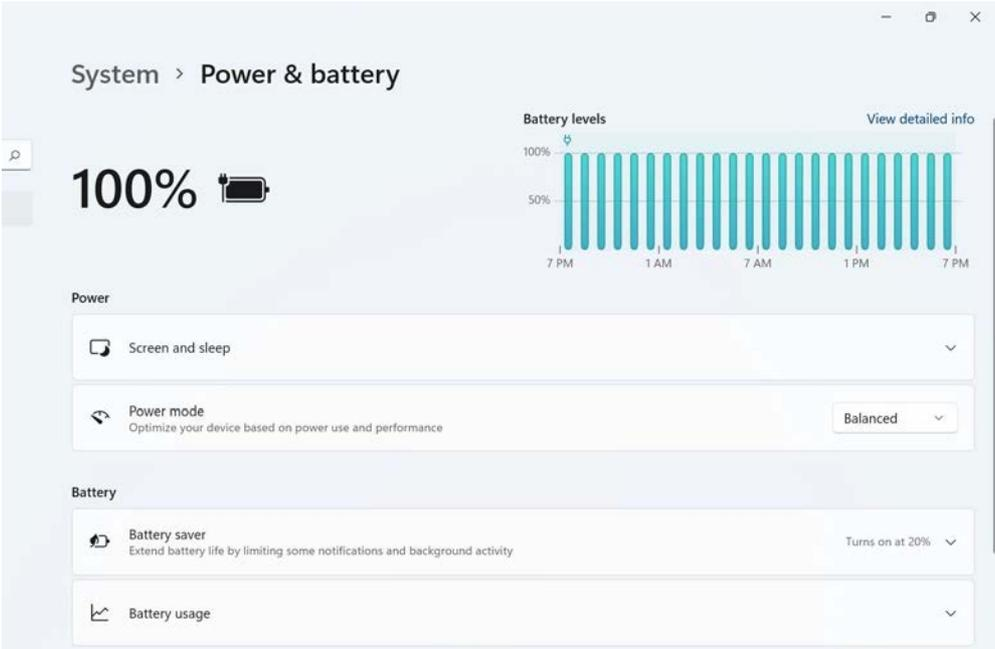 System > Power & battery
Battery levels
View detailed info
100%
50%
7 PM 1 AM 7 AM 1 PM 7 PM
100%
Power
Screen and sleep
Power mode
Optimize your device based on power use and performance
Balanced
Battery
Battery saver
Extend battery life by limiting some notifications and background activity
Turns on at 20%
Battery usage